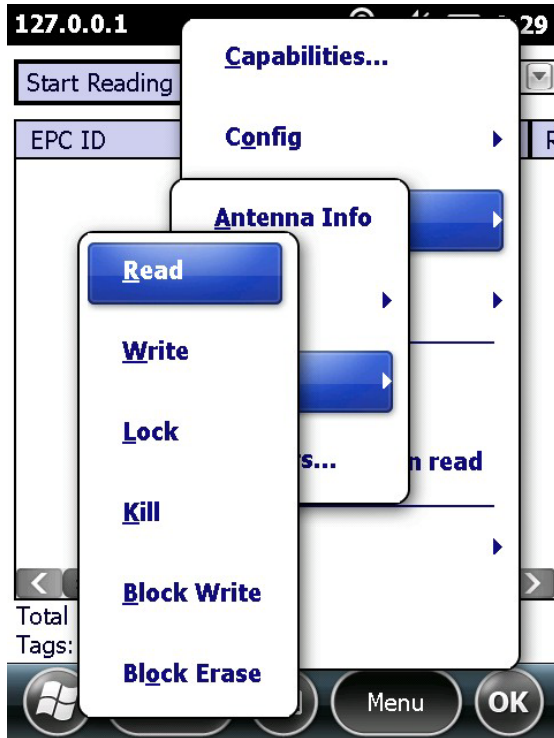 127.0.0.1
29
Start Reading
EPC ID
Capabilities...
Config
Antenna Info
s...
n read
Read
Write
Lock
Kill
Block Write
Block Erase
Total
Tags:
Menu
OK